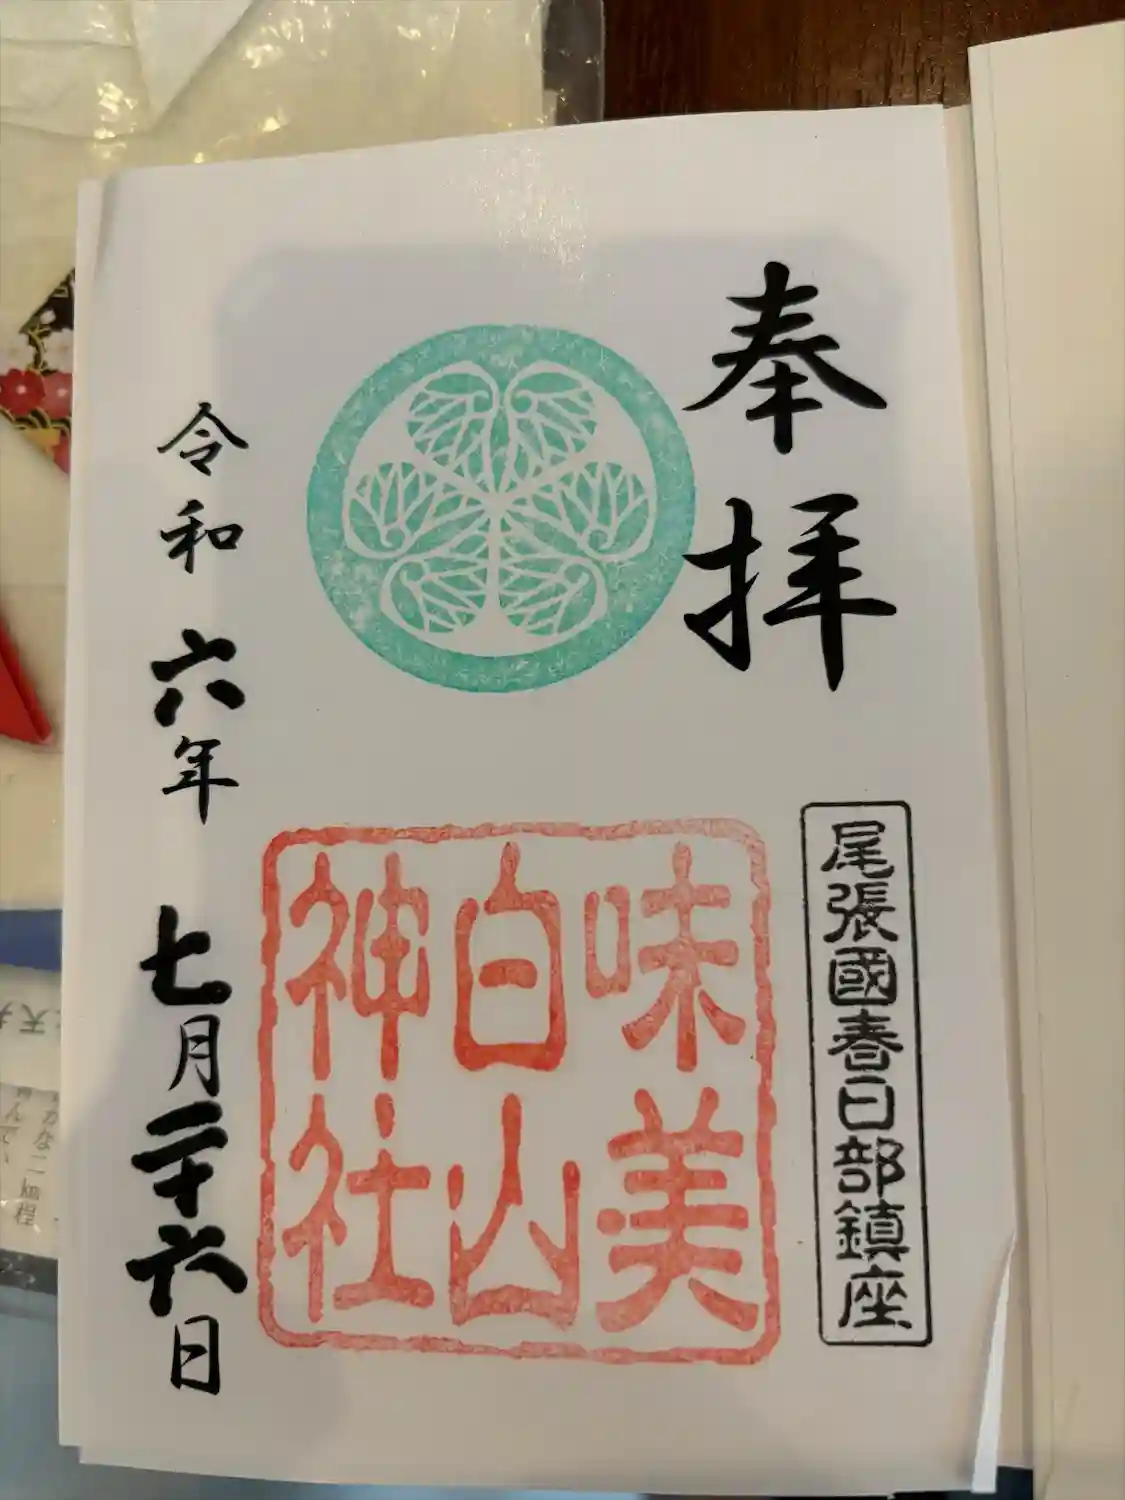 奉拝
尾張國春日部鎮座
味美
白山
神社
令和六年七月二十六日